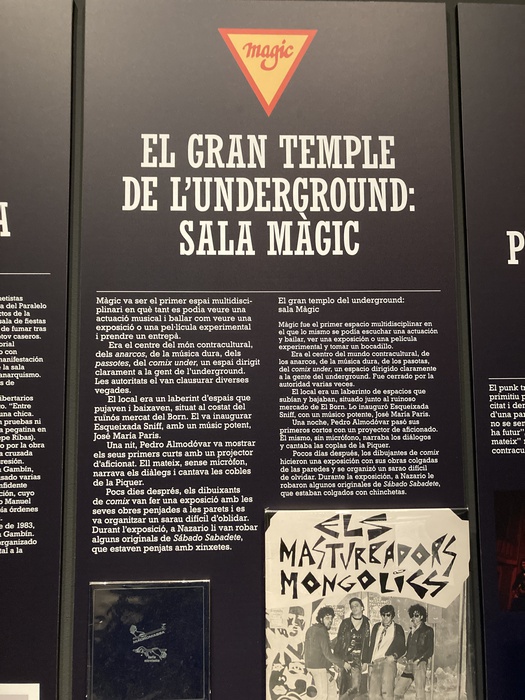 magic
EL GRAN TEMPLE
DE L'UNDERGROUND:
SALA MÀGIC
Màgic va ser el primer espai multidisci-
plinari en què tant es podia veure una
actuació musical i ballar com veure una
exposició o una pel·lícula experimental
i prendre un entrepà.
Era el centre del món contracultural,
dels anarcos, de la música dura, dels
passotes, del comix under, un espai dirigit
clarament a la gent de l'underground.
Les autoritats el van clausurar diverses
vegades.
El local era un laberint d'espais que
pujaven i baixaven, situat al costat del
ruïnós mercat del Born. El va inaugurar
Esqueixada Sniff, amb un músic potent,
José María Paris.
Una nit, Pedro Almodóvar va mostrar
els seus primers curts amb un projector
d'aficionat. Ell mateix, sense micròfon,
narrava els diàlegs i cantava les cobles
de la Piquer.
Pocs dies després, els dibuixants
de comix van fer una exposició amb les
seves obres penjades a les parets i es
va organitzar un sarau difícil d'oblidar.
Durant l'exposició, a Nazario li van robar
alguns originals de Sábado Sabadete,
que estaven penjats amb xinxetes.
El gran templo del underground:
sala Màgic
Màgic fue el primer espacio multidisciplinar en
el que lo mismo se podía escuchar una actuación
y bailar, ver una exposición o una película
experimental y tomar un bocadillo.
Era el centro del mundo contracultural, de
los anarcos, de la música dura, de los pasotas,
del comix under, un espacio dirigido claramente
a la gente del underground. Fue cerrado por la
autoridad varias veces.
El local era un laberinto de espacios que
subían y bajaban, situado junto al ruinoso
mercado de El Born. Lo inauguró Esqueixada
Sniff, con un músico potente, José María Paris.
Una noche, Pedro Almodóvar pasó sus
primeros cortos con un proyector de aficionado.
Él mismo, sin micrófono, narraba los diálogos
y cantaba las coplas de la Piquer.
Pocos días después, los dibujantes de comix
hicieron una exposición con sus obras colgadas
de las paredes y se organizó un sarao difícil
de olvidar. Durante la exposición, a Nazario le
robaron algunos originales de Sábado Sabadete,
que estaban colgados con chinchetas.
ELS
MASTURBADORS
MONGOLICS